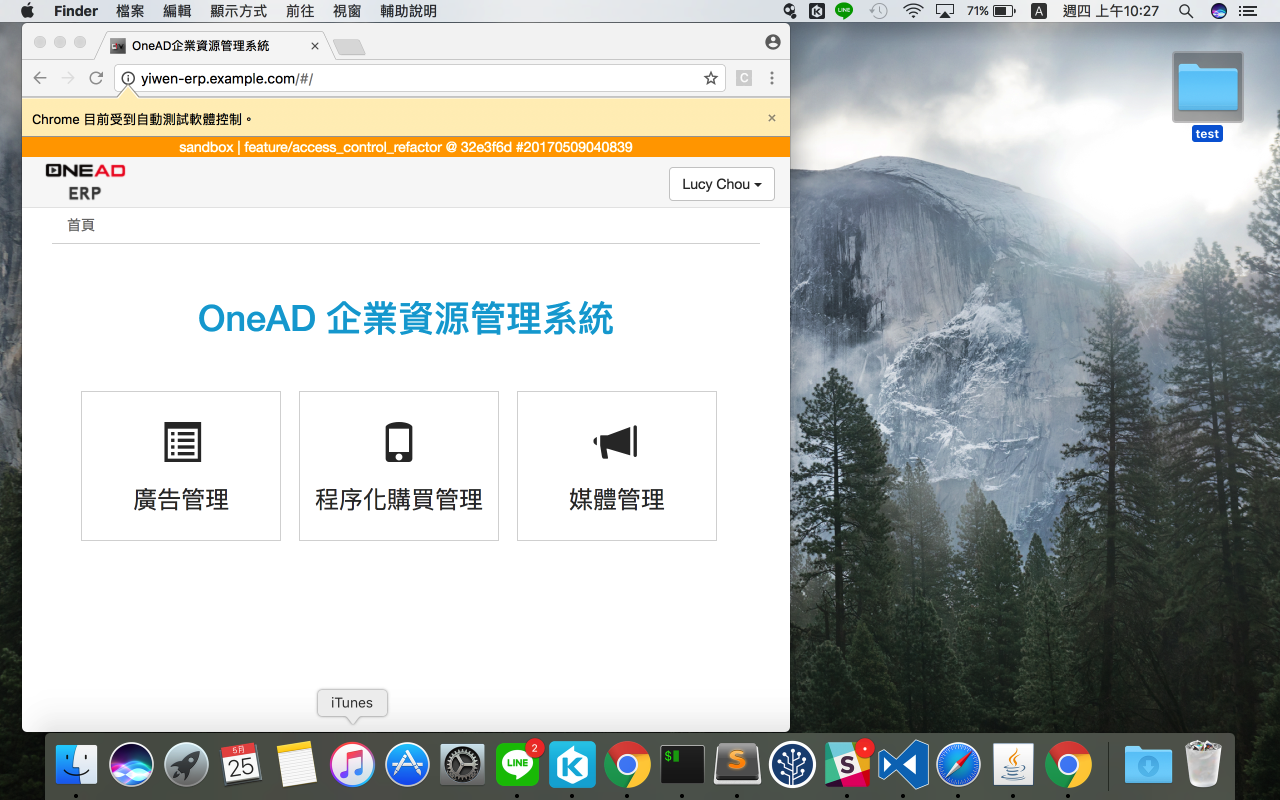 Finder 檔案 編輯 顯示方式 前往 視窗 輔助說明 LINE 71% A 週四 上午10:27
OneAD企業資源管理系統
yiwen-erp.example.com/#/
C
Chrome 目前受到自動測試軟體控制。
sandbox | feature/access_control_refactor @ 32e3f6d #20170509040839
ONEAD
ERP
Lucy Chou
首頁
OneAD 企業資源管理系統
廣告管理
程序化購買管理
媒體管理
test
iTunes
5月
25
LINE
2
$
S
S